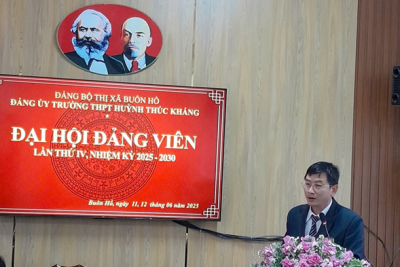 ĐẢNG BỘ THỊ XÃ BUÔN HỒ
ĐẢNG ỦY TRƯỜNG THPT HUỲNH THÚC KHÁNG
ĐẠI HỘI ĐẢNG VIÊN
LẦN THỨ IV, NHIỆM KỲ 2025 - 2030
Buôn Hồ, ngày 11, 12 tháng 06 năm 2025